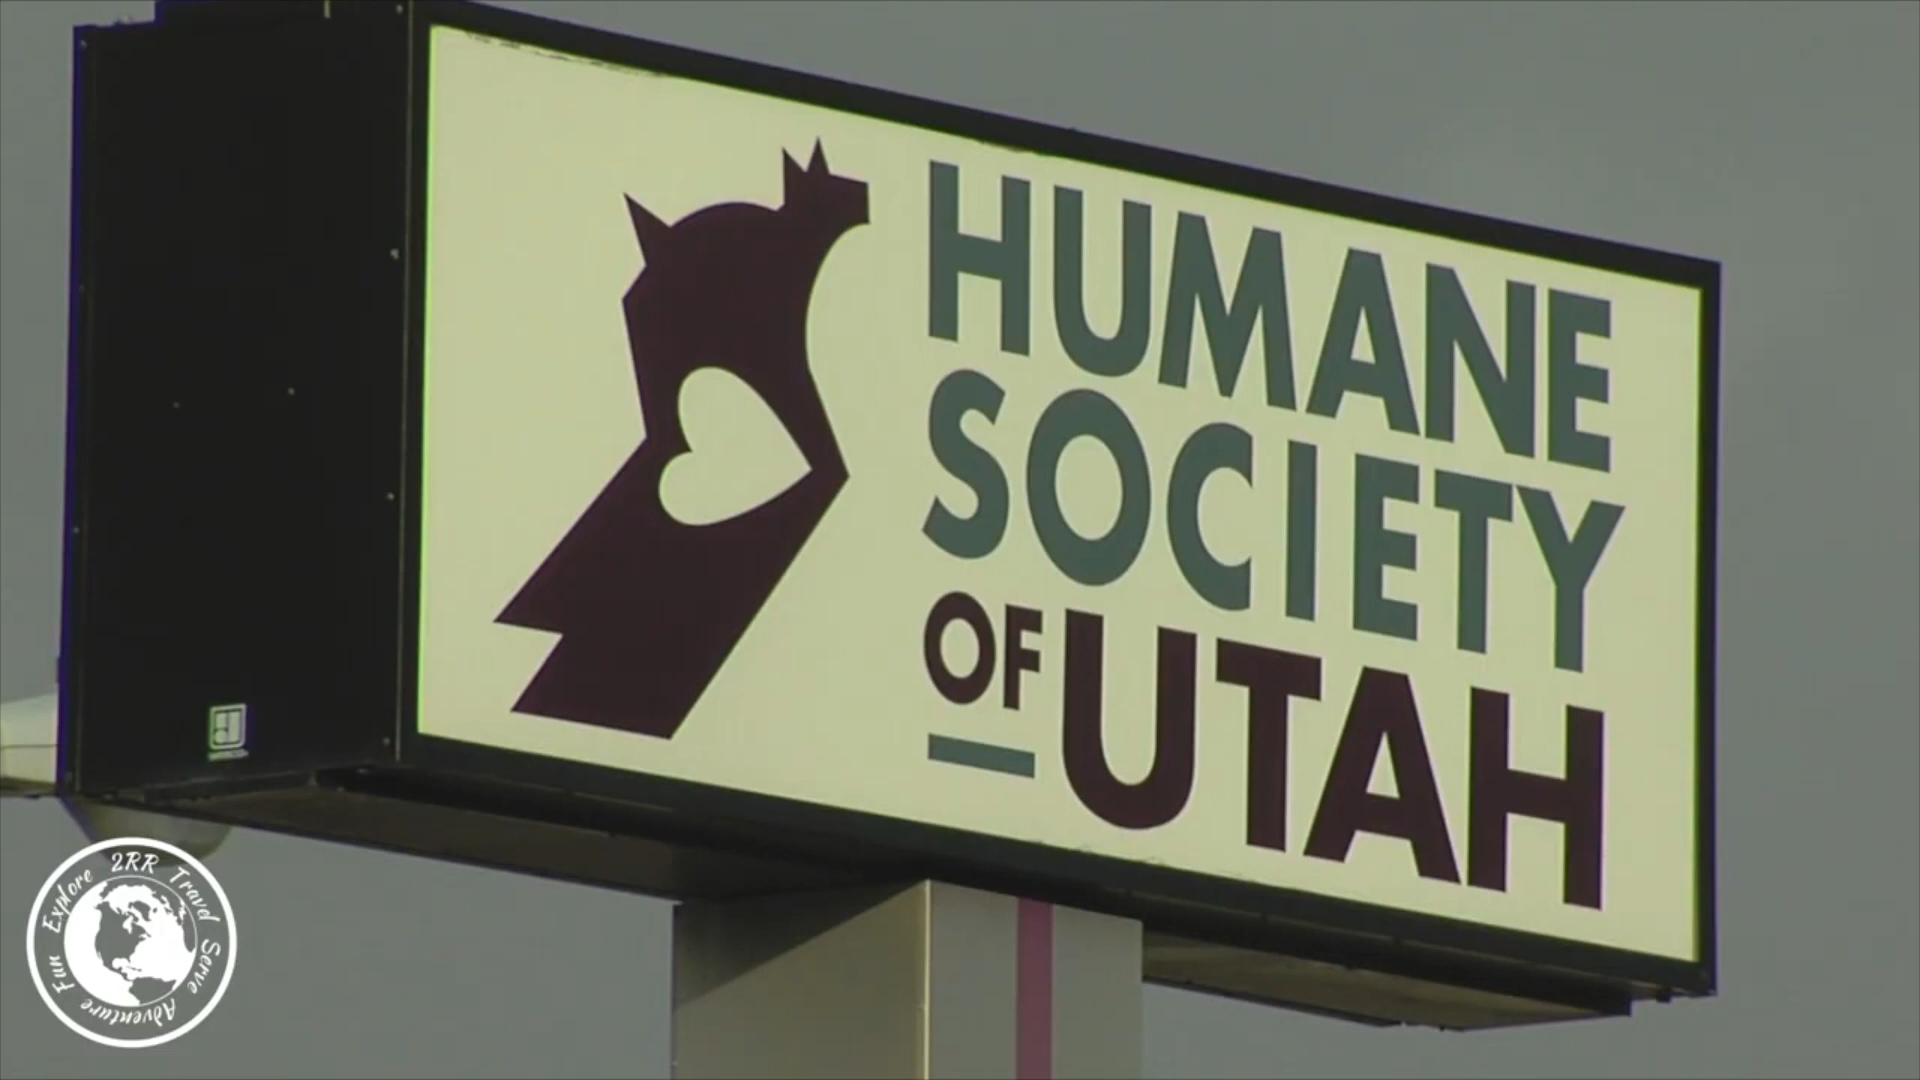 HUMANE
SOCIETY
OF UTAH
Explore 2RR Travel Serve Adventure Fun